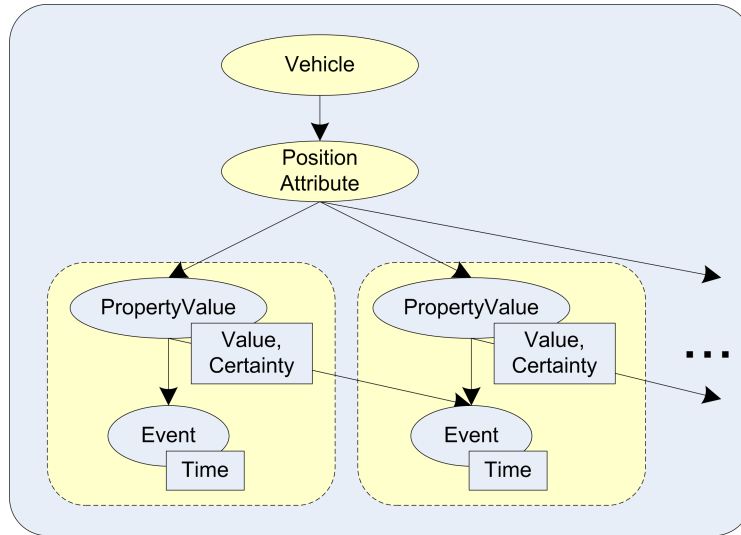 Vehicle
Position
Attribute
PropertyValue
Value,
Certainty
Event
Time
PropertyValue
Value,
Certainty
Event
Time
...